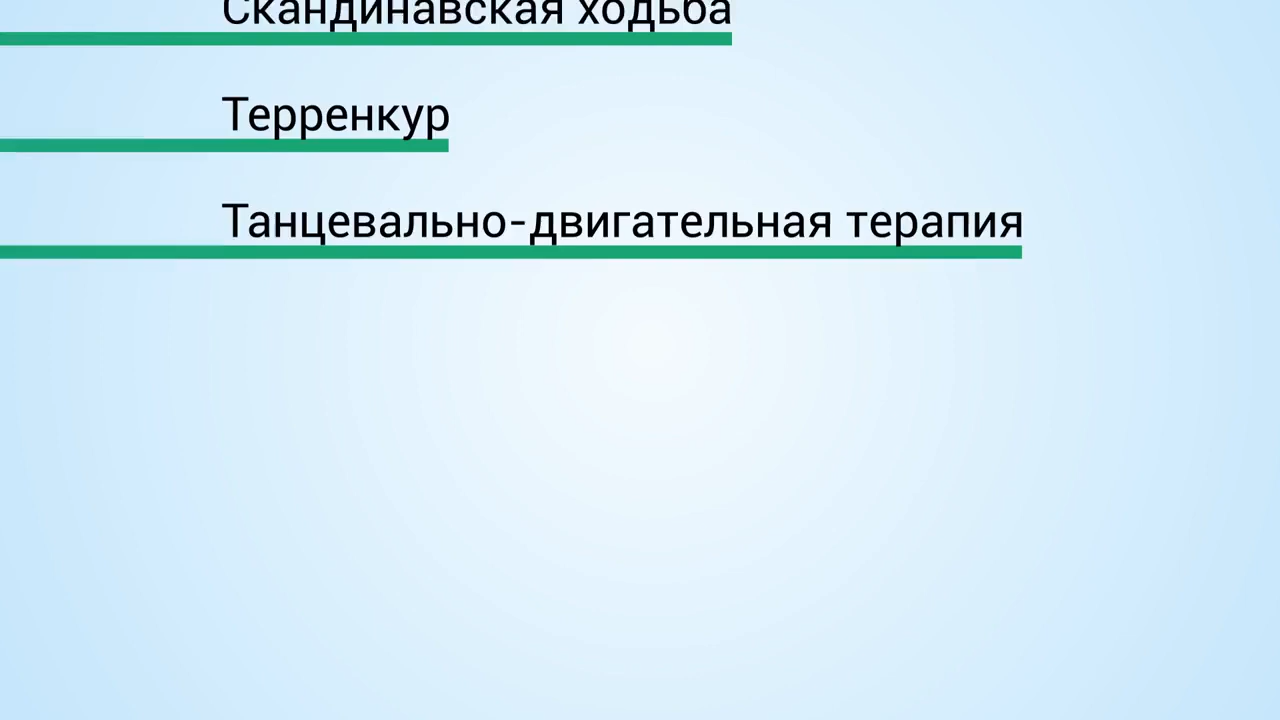 Скандинавская ходьба
Терренкур
Танцевально-двигательная терапия